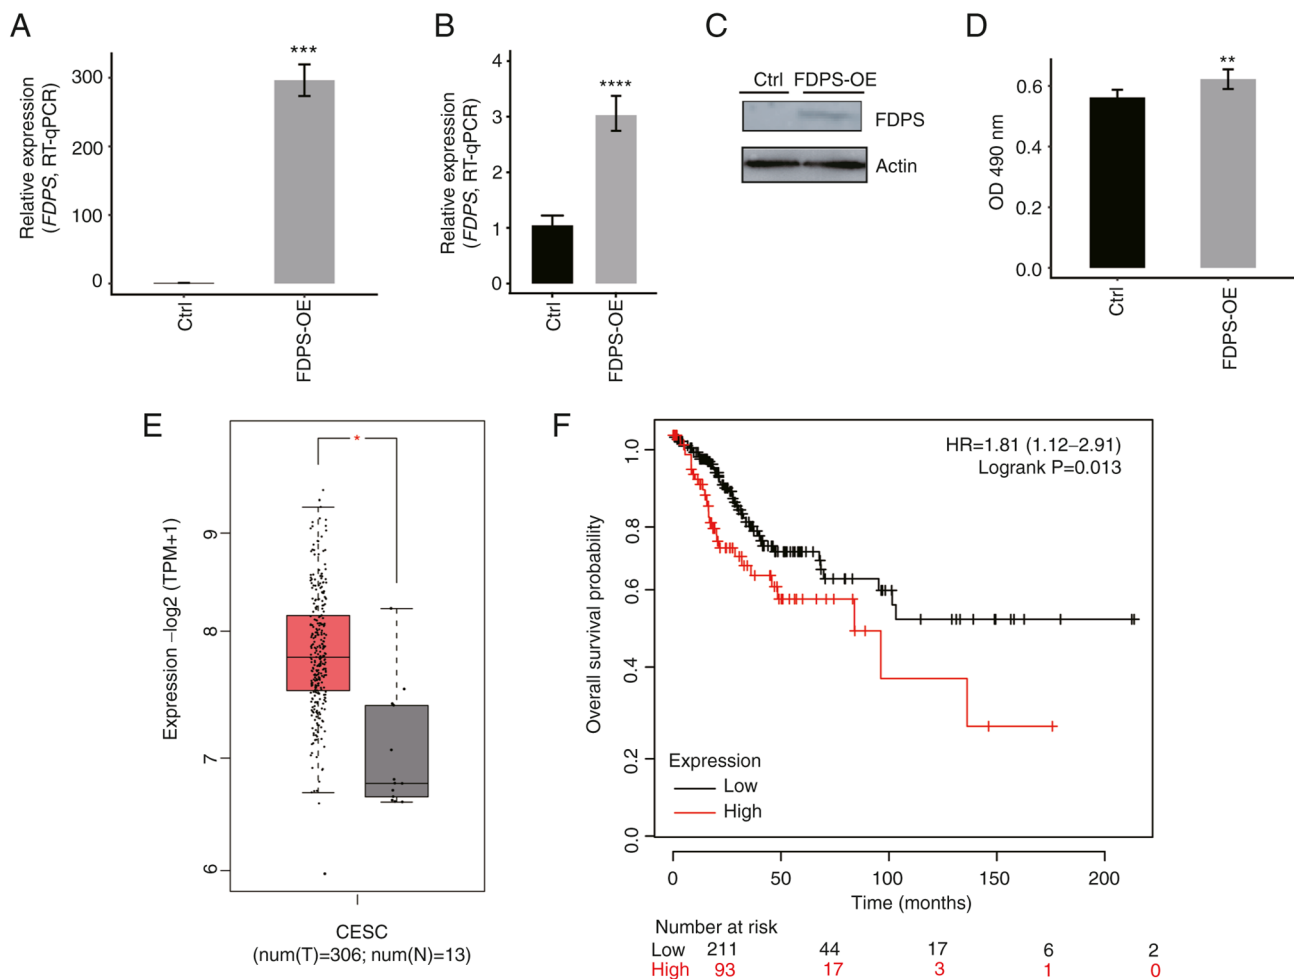 A
Relative expression
(FDPS, RT-qPCR)
300
200
100
0
***
Ctrl
FDPS-OE
B
Relative expression
(FDPS, RT-qPCR)
4
3
2
1
0
****
Ctrl
FDPS-OE
C
Ctrl FDPS-OE
FDPS
Actin
D
OD 490 nm
0.6
0.4
0.2
0.0
**
Ctrl
FDPS-OE
E
Expression –log2 (TPM+1)
9
8
7
6
*
CESC
(num(T)=306; num(N)=13)
F
Overall survival probability
1.0
0.8
0.6
0.4
0.2
0.0
HR=1.81 (1.12–2.91)
Logrank P=0.013
Expression
Low
High
0 50 100 150 200
Time (months)
Number at risk
Low 211 44 17 6 2
High 93 17 3 1 0